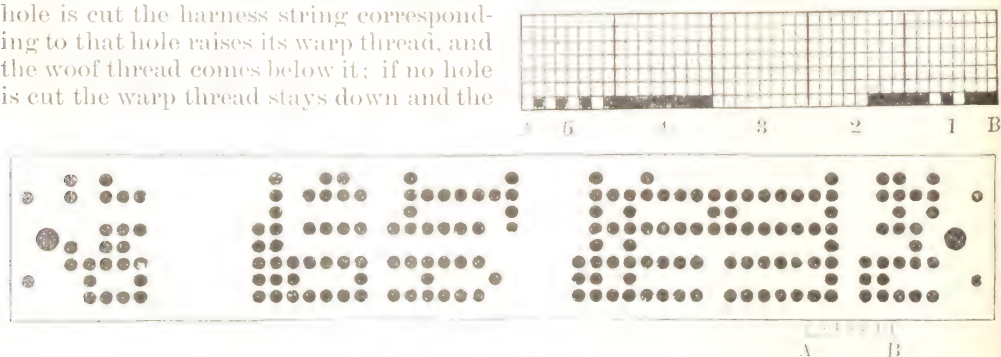 hole is cut the harness string correspond-
ing to that hole raises its warp thread, and
the woof thread comes below it; if no hole
is cut the warp thread stays down and the
A 5 4 3 2 1 B
A B